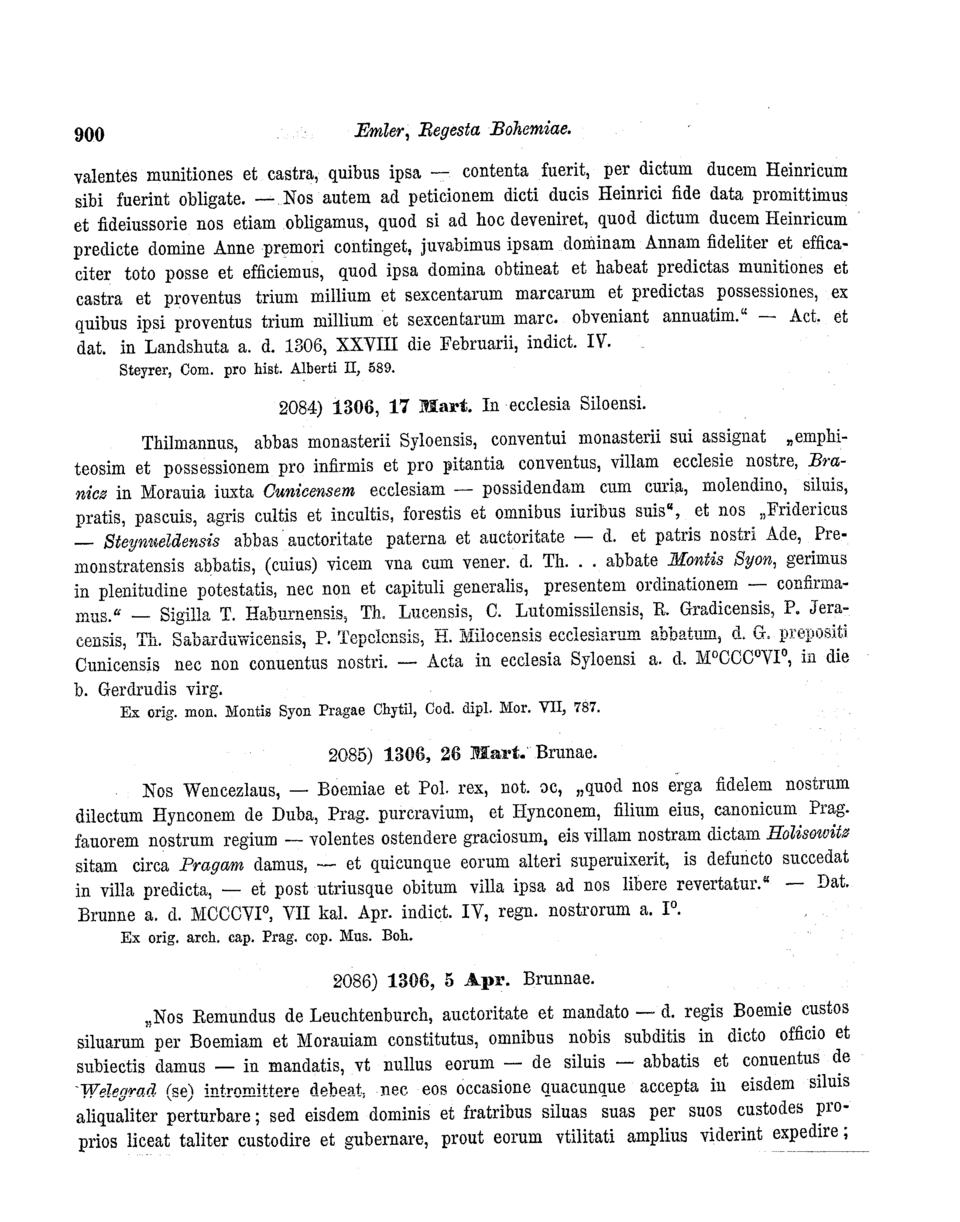 900 Emler, Regesta Bohemiae.
valentes munitiones et castra, quibus ipsa — contenta fuerit, per dictum ducem Heinricum
sibi fuerint obligate. — Nos autem ad peticionem dicti ducis Heinrici fide data promittimus
et fideiussorie nos etiam obligamus, quod si ad hoc deveniret, quod dictum ducem Heinricum
predicte domine Anne premori continget, juvabimus ipsam dominam Annam fideliter et effica-
citer toto posse et efficiemus, quod ipsa domina obtineat et habeat predictas munitiones et
castra et proventus trium millium et sexcentarum marcarum et predictas possessiones, ex
quibus ipsi proventus trium millium et sexcentarum marc. obveniant annuatim.“ — Act. et
dat. in Landshuta a. d. 1306, XXVIII die Februarii, indict. IV.
Steyrer, Com. pro hist. Alberti II, 589.
2084) 1306, 17 Mart. In ecclesia Siloensi.
Thilmannus, abbas monasterii Syloensis, conventui monasterii sui assignat „emphi-
teosim et possessionem pro infirmis et pro pitantia conventus, villam ecclesie nostre, Bra-
nicz in Morauia iuxta Cunicensem ecclesiam — possidendam cum curia, molendino, siluis,
pratis, pascuis, agris cultis et incultis, forestis et omnibus iuribus suis“, et nos „Fridericus
— Steynueldensis abbas auctoritate paterna et auctoritate — d. et patris nostri Ade, Pre-
monstratensis abbatis, (cuius) vicem vna cum vener. d. Th. . . abbate Montis Syon, gerimus
in plenitudine potestatis, nec non et capituli generalis, presentem ordinationem — confirma-
mus.“ — Sigilla T. Haburnensis, Th. Lucensis, C. Lutomissilensis, R. Gradicensis, P. Jera-
censis, Th. Sabarduwicensis, P. Tepelensis, H. Milocensis ecclesiarum abbatum, d. G. prepositi
Cunicensis nec non conuentus nostri. — Acta in ecclesia Syloensi a. d. MºCCCºVIº, in die
b. Gerdrudis virg.
Ex orig. mon. Montis Syon Pragae Chytil, Cod. dipl. Mor. VII, 787.
2085) 1306, 26 Mart. Brunae.
Nos Wencezlaus, — Boemiae et Pol. rex, not. ɔc, „quod nos erga fidelem nostrum
dilectum Hynconem de Duba, Prag. purcravium, et Hynconem, filium eius, canonicum Prag.
fauorem nostrum regium — volentes ostendere graciosum, eis villam nostram dictam Holisowitz
sitam circa Pragam damus, — et quicunque eorum alteri superuixerit, is defuncto succedat
in villa predicta, — et post utriusque obitum villa ipsa ad nos libere revertatur.“ — Dat.
Brunne a. d. MCCCVIº, VII kal. Apr. indict. IV, regn. nostrorum a. Iº.
Ex orig. arch. cap. Prag. cop. Mus. Boh.
2086) 1306, 5 Apr. Brunnae.
„Nos Remundus de Leuchtenburch, auctoritate et mandato — d. regis Boemie custos
siluarum per Boemiam et Morauiam constitutus, omnibus nobis subditis in dicto officio et
subiectis damus — in mandatis, vt nullus eorum — de siluis — abbatis et conuentus de
Welegrad (se) intromittere debeat, nec eos occasione quacunque accepta in eisdem siluis
aliqualiter perturbare; sed eisdem dominis et fratribus siluas suas per suos custodes pro-
prios liceat taliter custodire et gubernare, prout eorum vtilitati amplius viderint expedire;